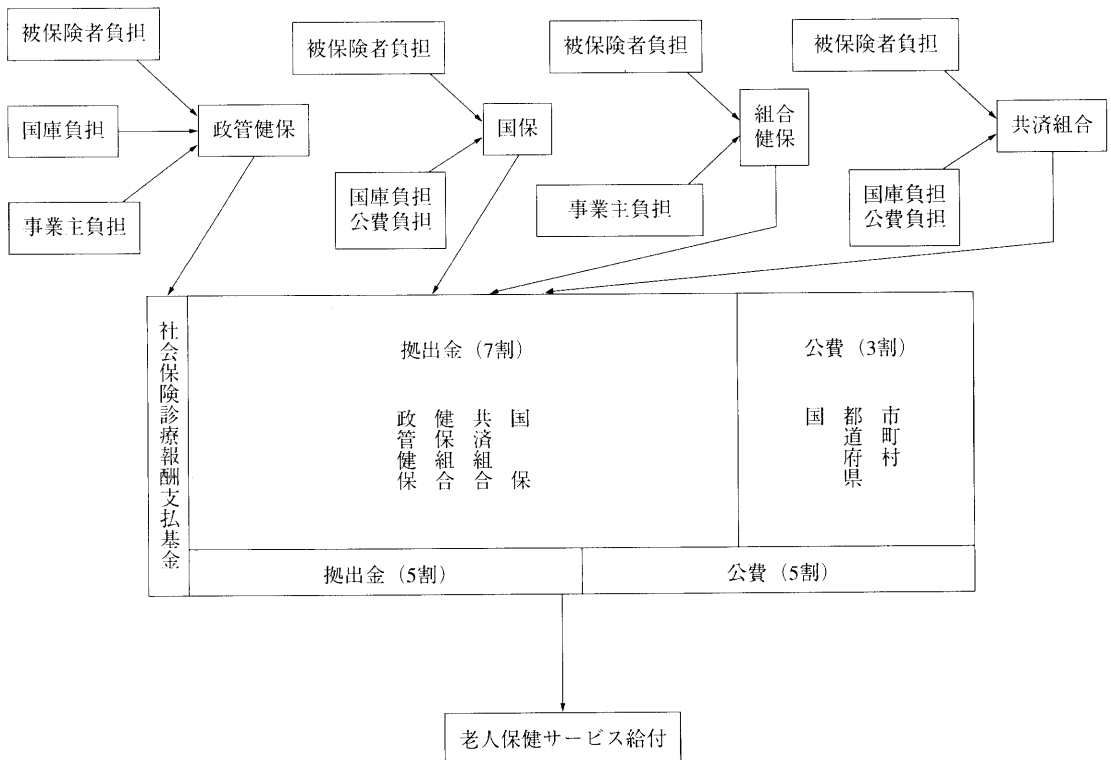 被保険者負担
被保険者負担
被保険者負担
被保険者負担
国庫負担
政管健保
国保
組合
健保
共済組合
事業主負担
国庫負担
公費負担
事業主負担
国庫負担
公費負担
社会保険診療報酬支払基金
拠出金（7割）
公費（3割）
政管健保
健保組合
共済組合
国保
国
都道府県
市町村
拠出金（5割）
公費（5割）
老人保健サービス給付